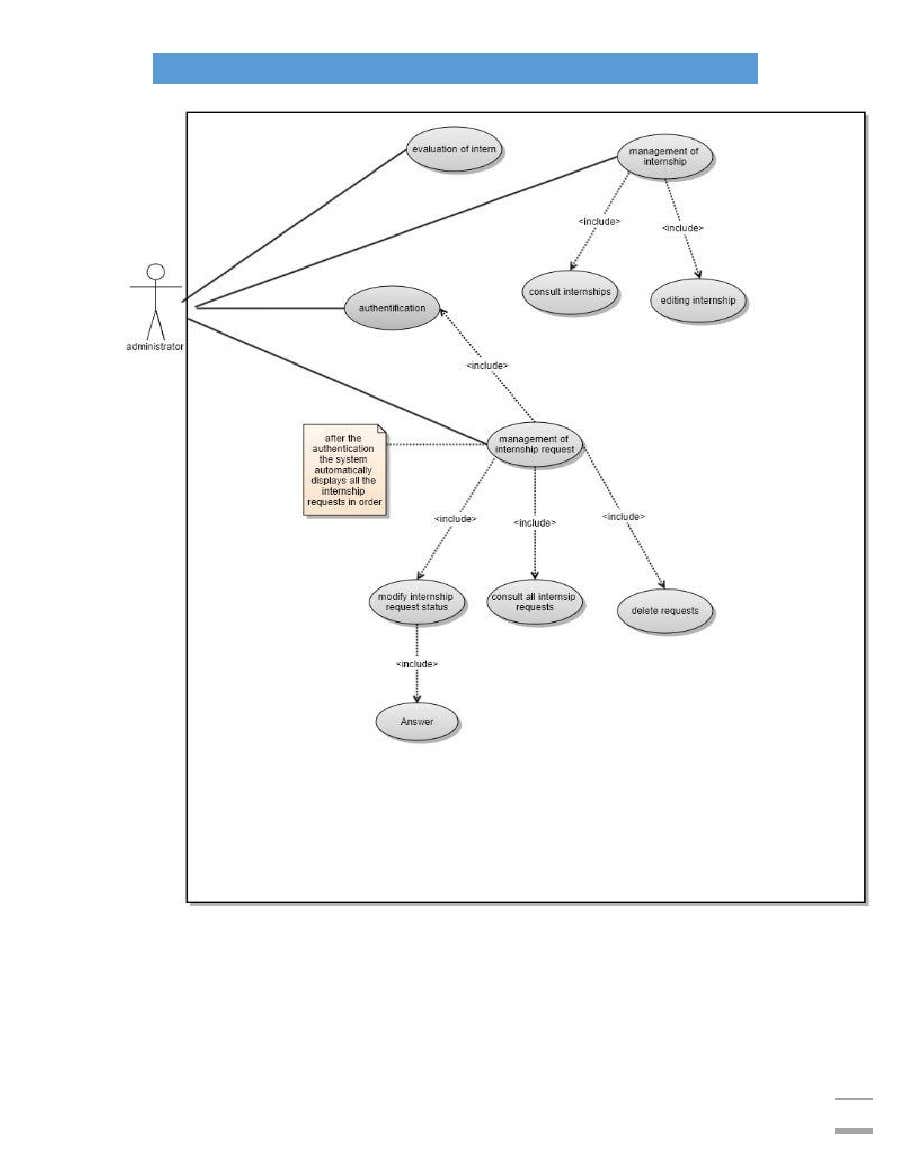 evaluation of intern
management of
internship
<include>
<include>
consult internships
editing internship
authentification
administrator
<include>
after the
authentication
the system
automatically
displays all the
internship
requests in order
management of
internship request
<include>
<include>
<include>
modify internship
request status
consult all internsip
requests
delete requests
<include>
Answer